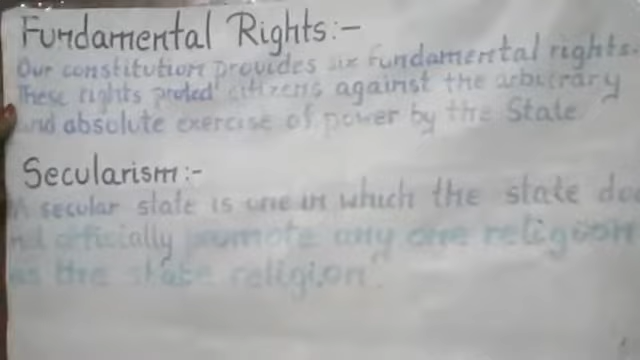 Fundamental Rights:-
Our constitution provides six fundamental rights.
These rights protect citizens against the arbitrary
and absolute exercise of power by the State
Secularism:-
A secular state is one in which the state does
not officially promote any one religion
as the state religion".